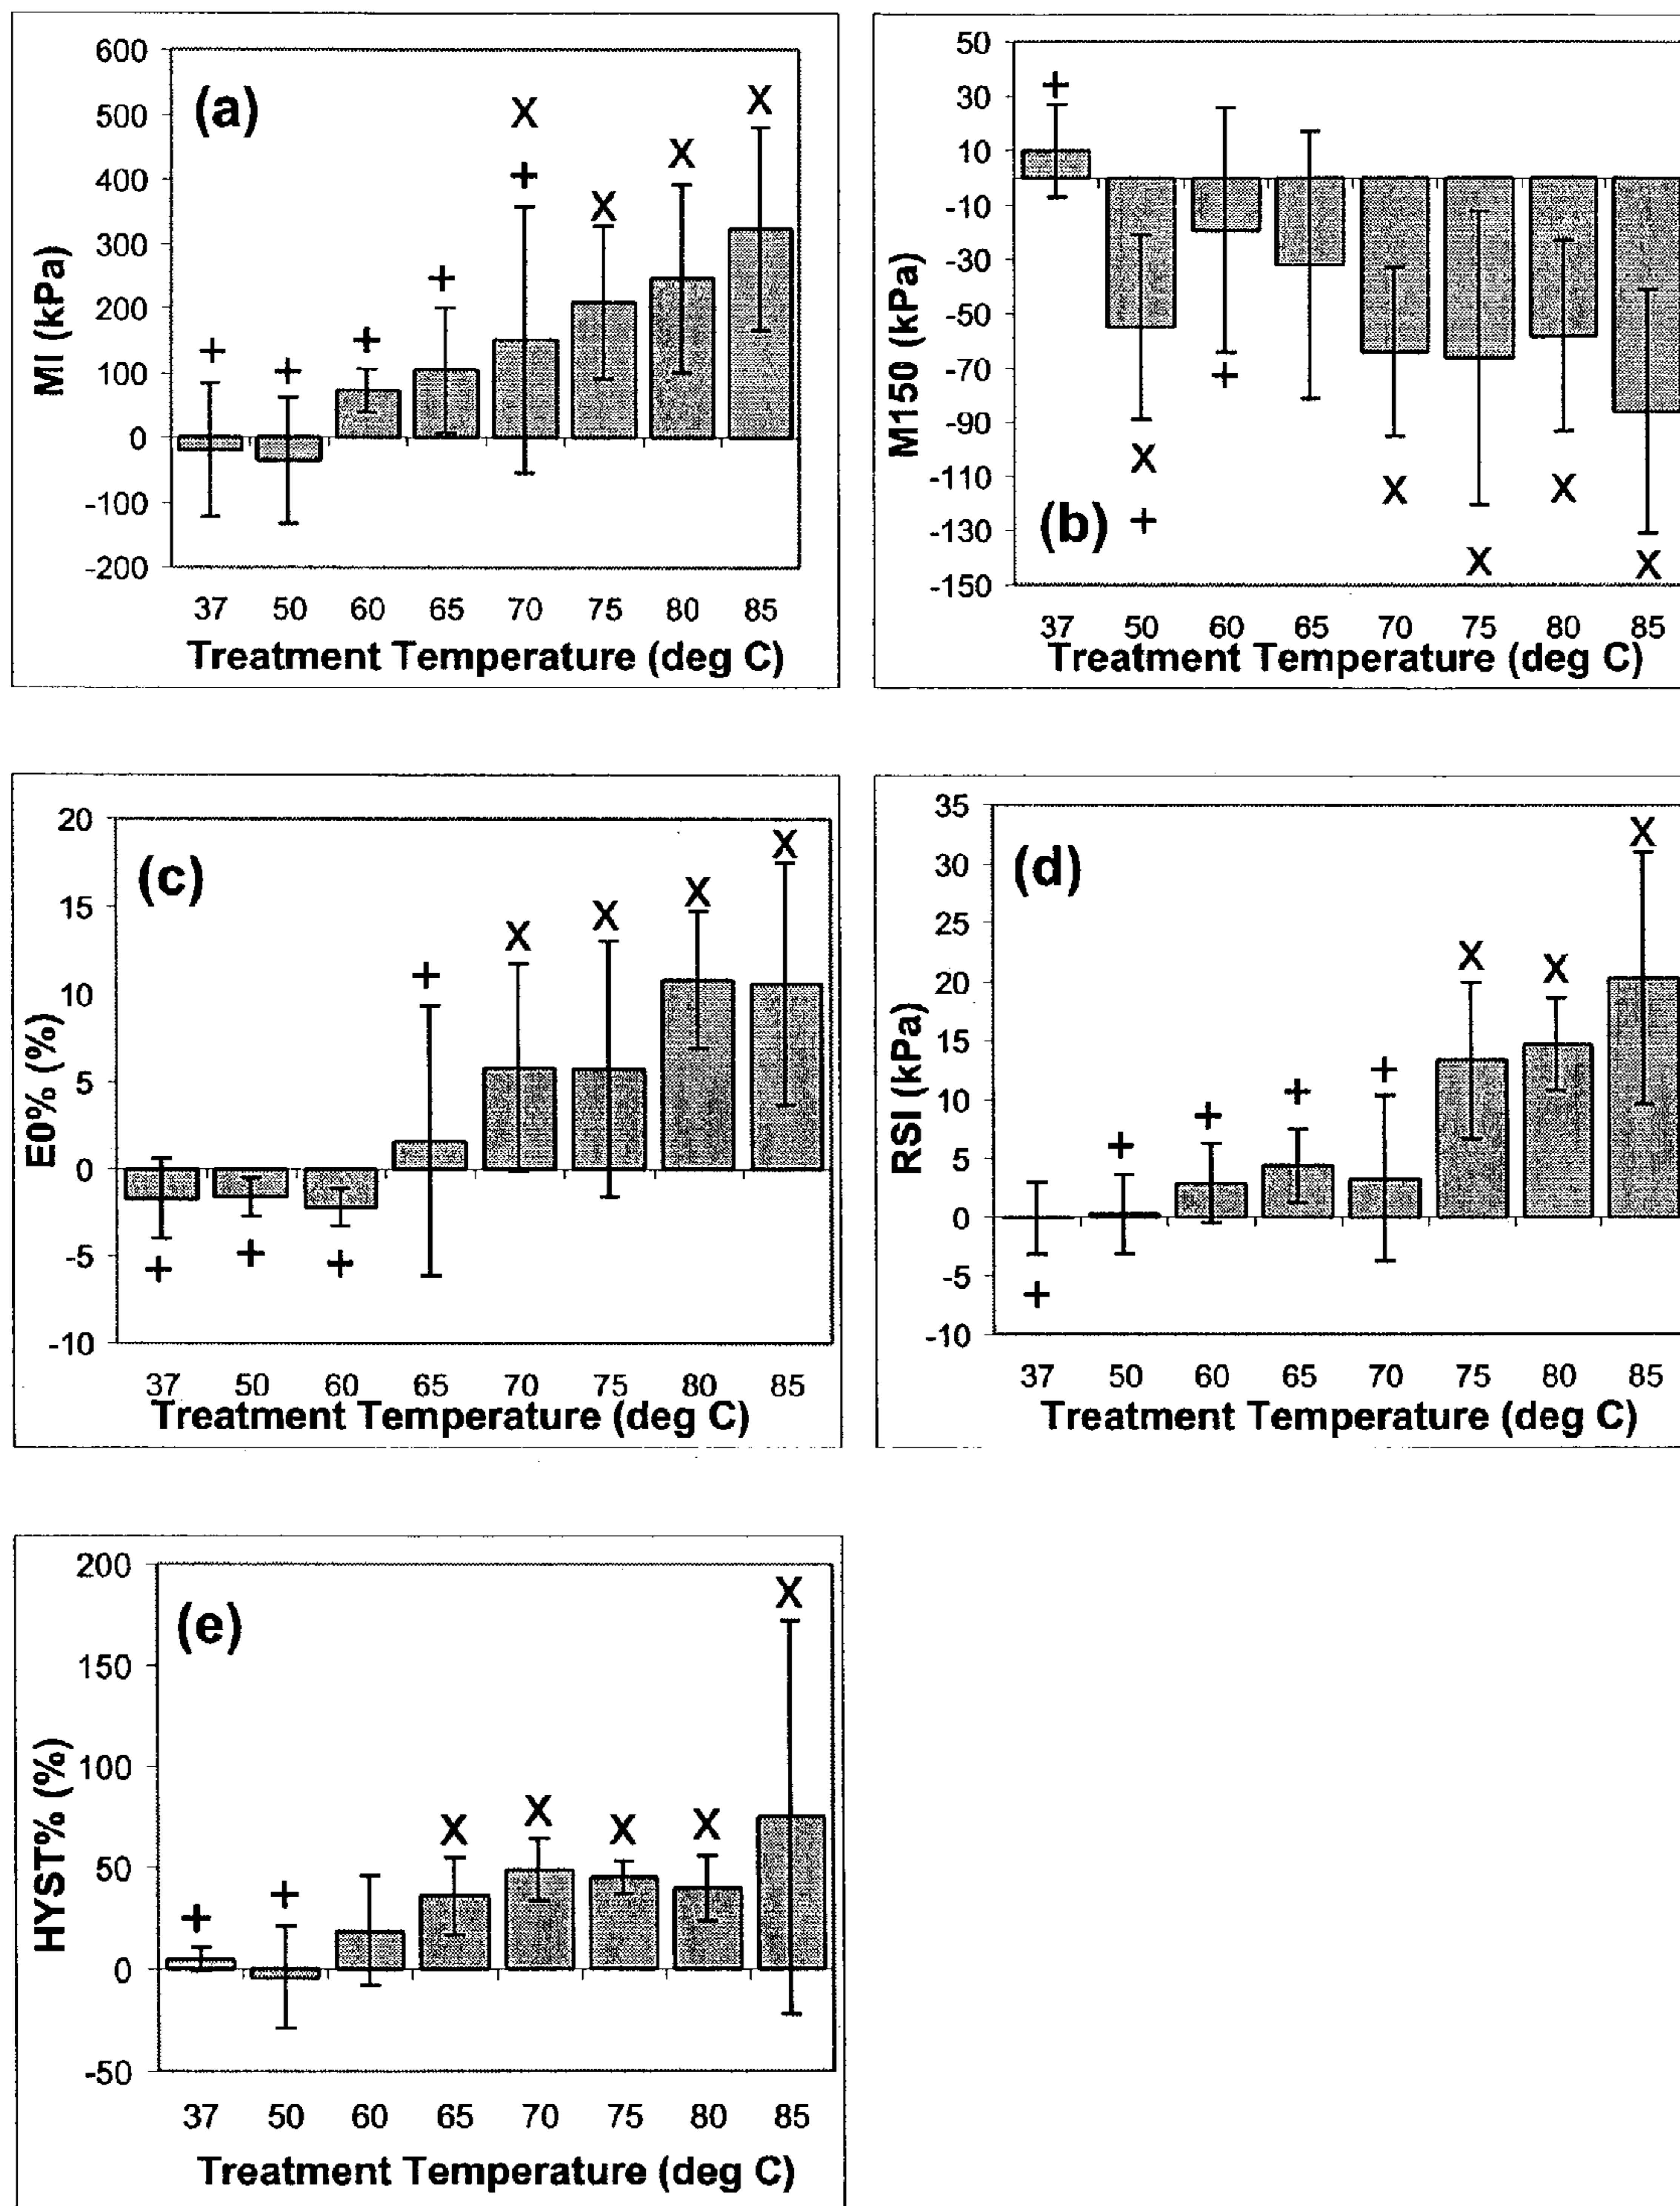 (a)
MI (kPa)
600
500
400
300
200
100
0
-100
-200
X
X
X
X
+
+
+
+
+
37 50 60 65 70 75 80 85
Treatment Temperature (deg C)
(b)
M150 (kPa)
50
30
10
-10
-30
-50
-70
-90
-110
-130
-150
+
+
X
X
X
X
X
+
37 50 60 65 70 75 80 85
Treatment Temperature (deg C)
(c)
E0% (%)
20
15
10
5
0
-5
-10
X
X
X
X
+
+
+
+
37 50 60 65 70 75 80 85
Treatment Temperature (deg C)
(d)
RSI (kPa)
35
30
25
20
15
10
5
0
-5
-10
X
X
X
+
+
+
+
+
37 50 60 65 70 75 80 85
Treatment Temperature (deg C)
(e)
HYST% (%)
200
150
100
50
0
-50
X
X
X
X
X
+
+
37 50 60 65 70 75 80 85
Treatment Temperature (deg C)